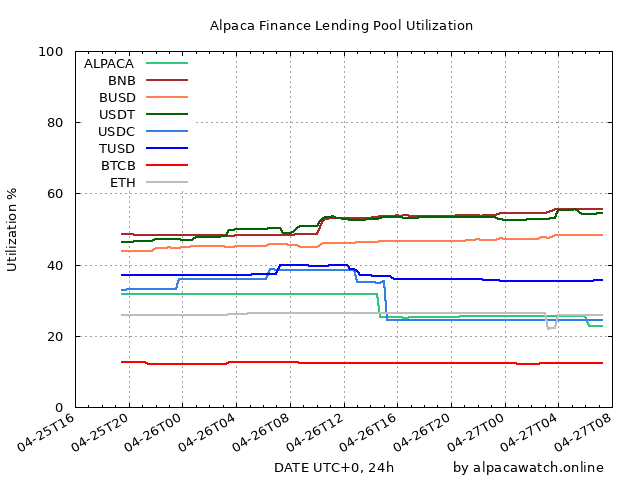 Alpaca Finance Lending Pool Utilization
100
80
60
40
20
0
Utilization %
ALPACA
BNB
BUSD
USDT
USDC
TUSD
BTCB
ETH
04-25T16
04-25T20
04-26T00
04-26T04
04-26T08
04-26T12
04-26T16
04-26T20
04-27T00
04-27T04
04-27T08
DATE UTC+0, 24h
by alpacawatch.online